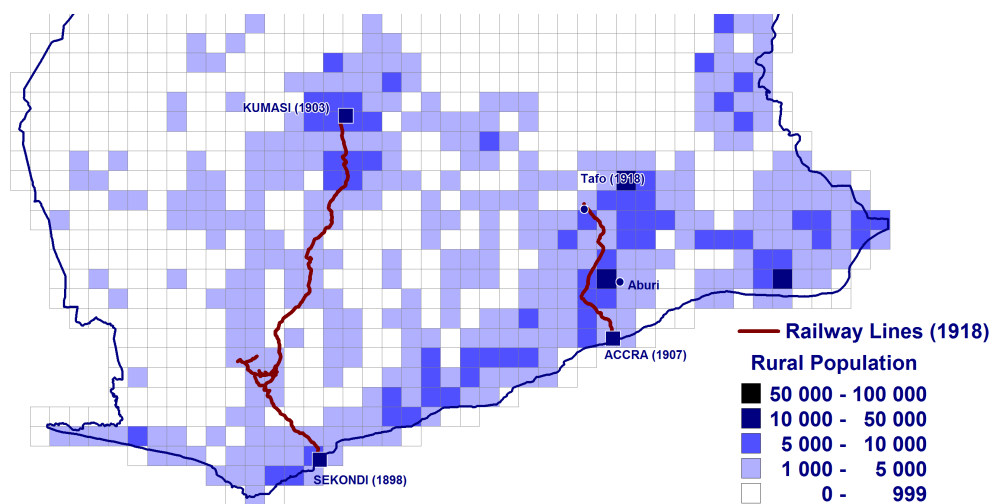 KUMASI (1903)
Tafo (1918)
Aburi
ACCRA (1907)
SEKONDI (1898)
Railway Lines (1918)
Rural Population
50 000 - 100 000
10 000 - 50 000
5 000 - 10 000
1 000 - 5 000
0 - 999